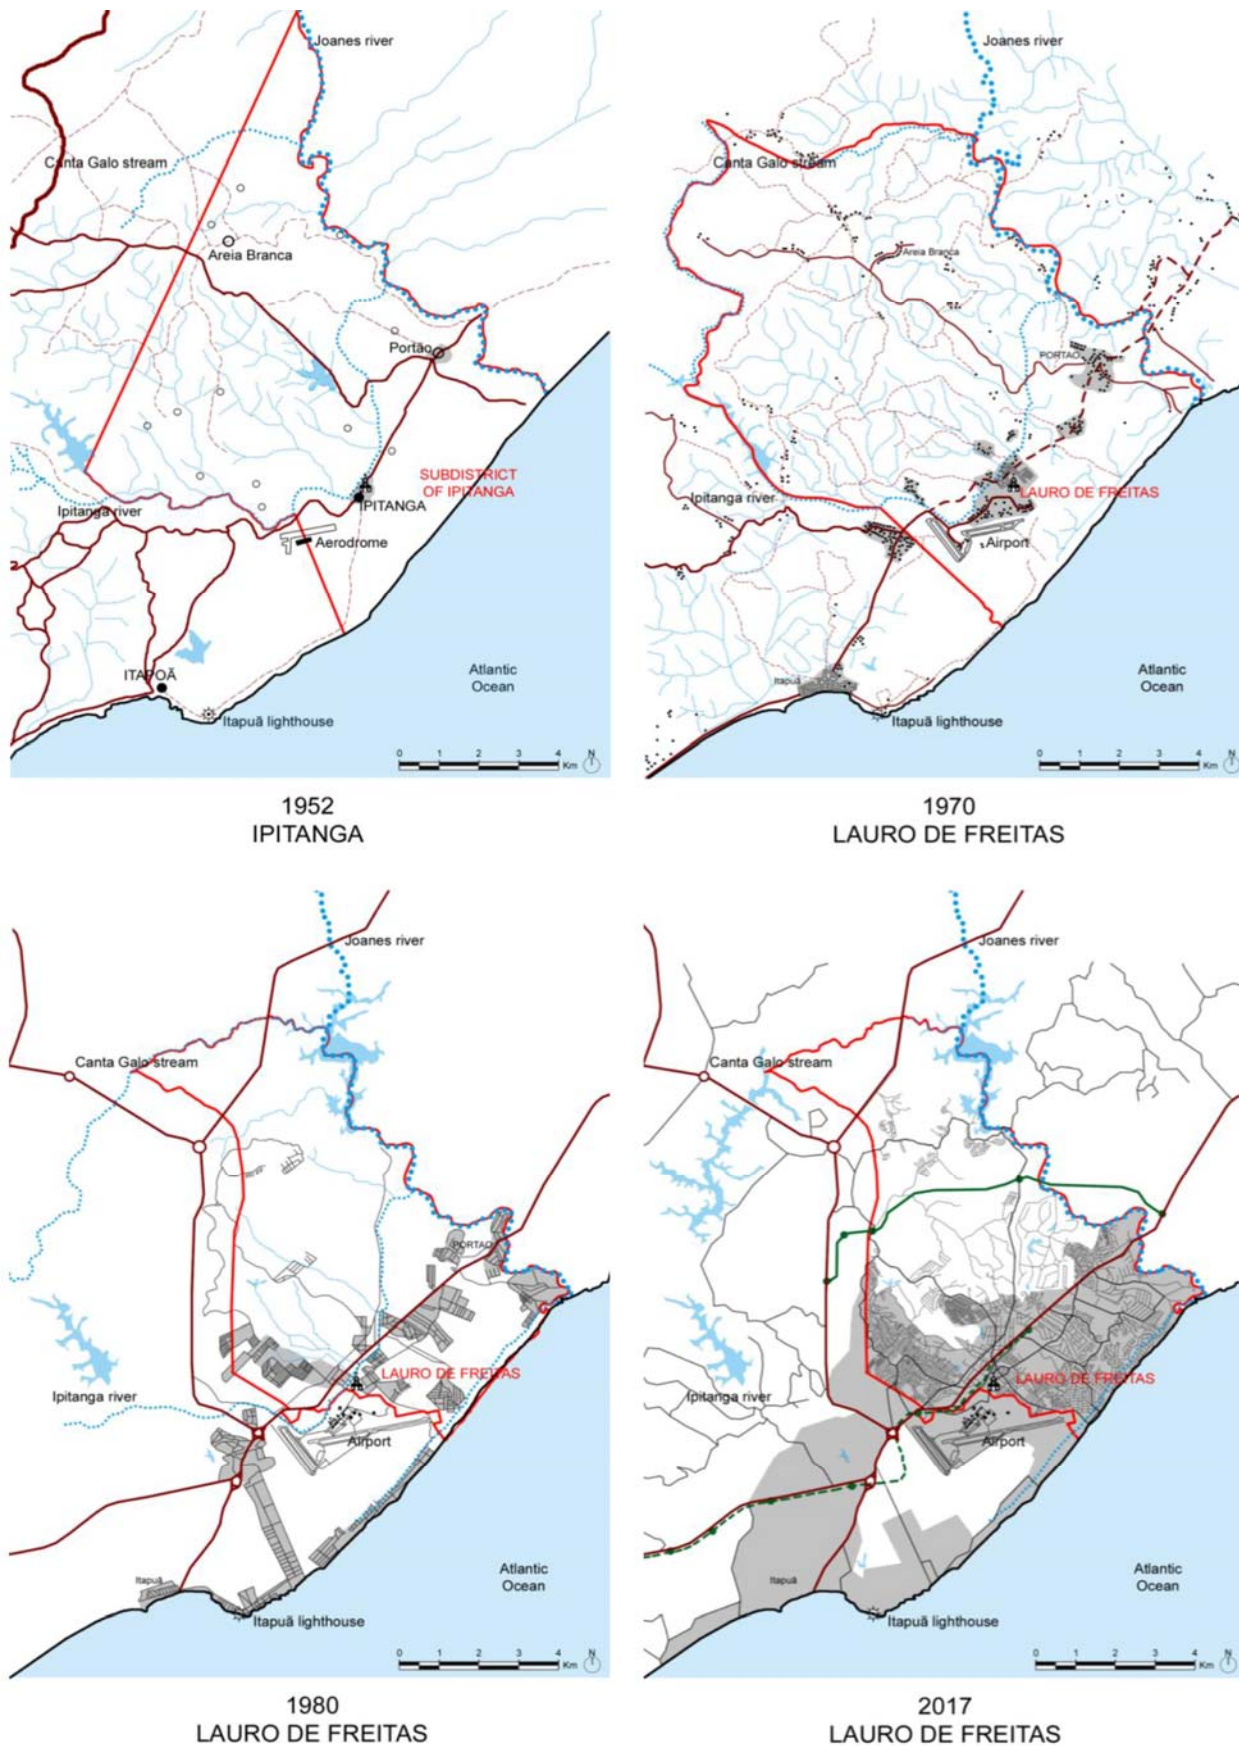 Joanes river
Canta Galo stream
Areia Branca
Portão
SUBDISTRICT
OF IPITANGA
IPITANGA
Ipitanga river
Aerodrome
ITAPOÃ
Atlantic
Ocean
Itapuã lighthouse
0 1 2 3 4
Km
N
1952
IPITANGA
Joanes river
Canta Galo stream
Areia Branca
PORTAO
LAURO DE FREITAS
Ipitanga river
Airport
Itapuã
Atlantic
Ocean
Itapuã lighthouse
0 1 2 3 4
Km
N
1970
LAURO DE FREITAS
Joanes river
Canta Galo stream
PORTAO
LAURO DE FREITAS
Ipitanga river
Airport
Itapuã
Atlantic
Ocean
Itapuã lighthouse
0 1 2 3 4
Km
N
1980
LAURO DE FREITAS
Joanes river
Canta Galo stream
LAURO DE FREITAS
Ipitanga river
Airport
Itapuã
Atlantic
Ocean
Itapuã lighthouse
0 1 2 3 4
Km
N
2017
LAURO DE FREITAS